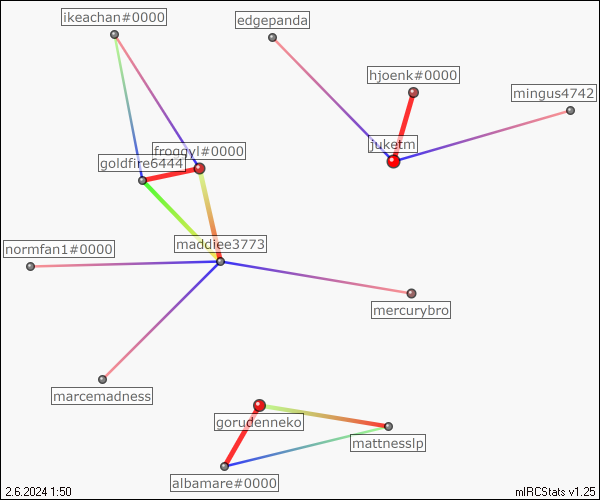 ikeachan#0000
edgepanda
hjoenk#0000
mingus4742
juketm
froggyl#0000
goldfire6444
maddiee3773
normfan1#0000
mercurybro
marcemadness
gorudenneko
mattnesslp
albamare#0000
2.6.2024 1:50
mIRCStats v1.25